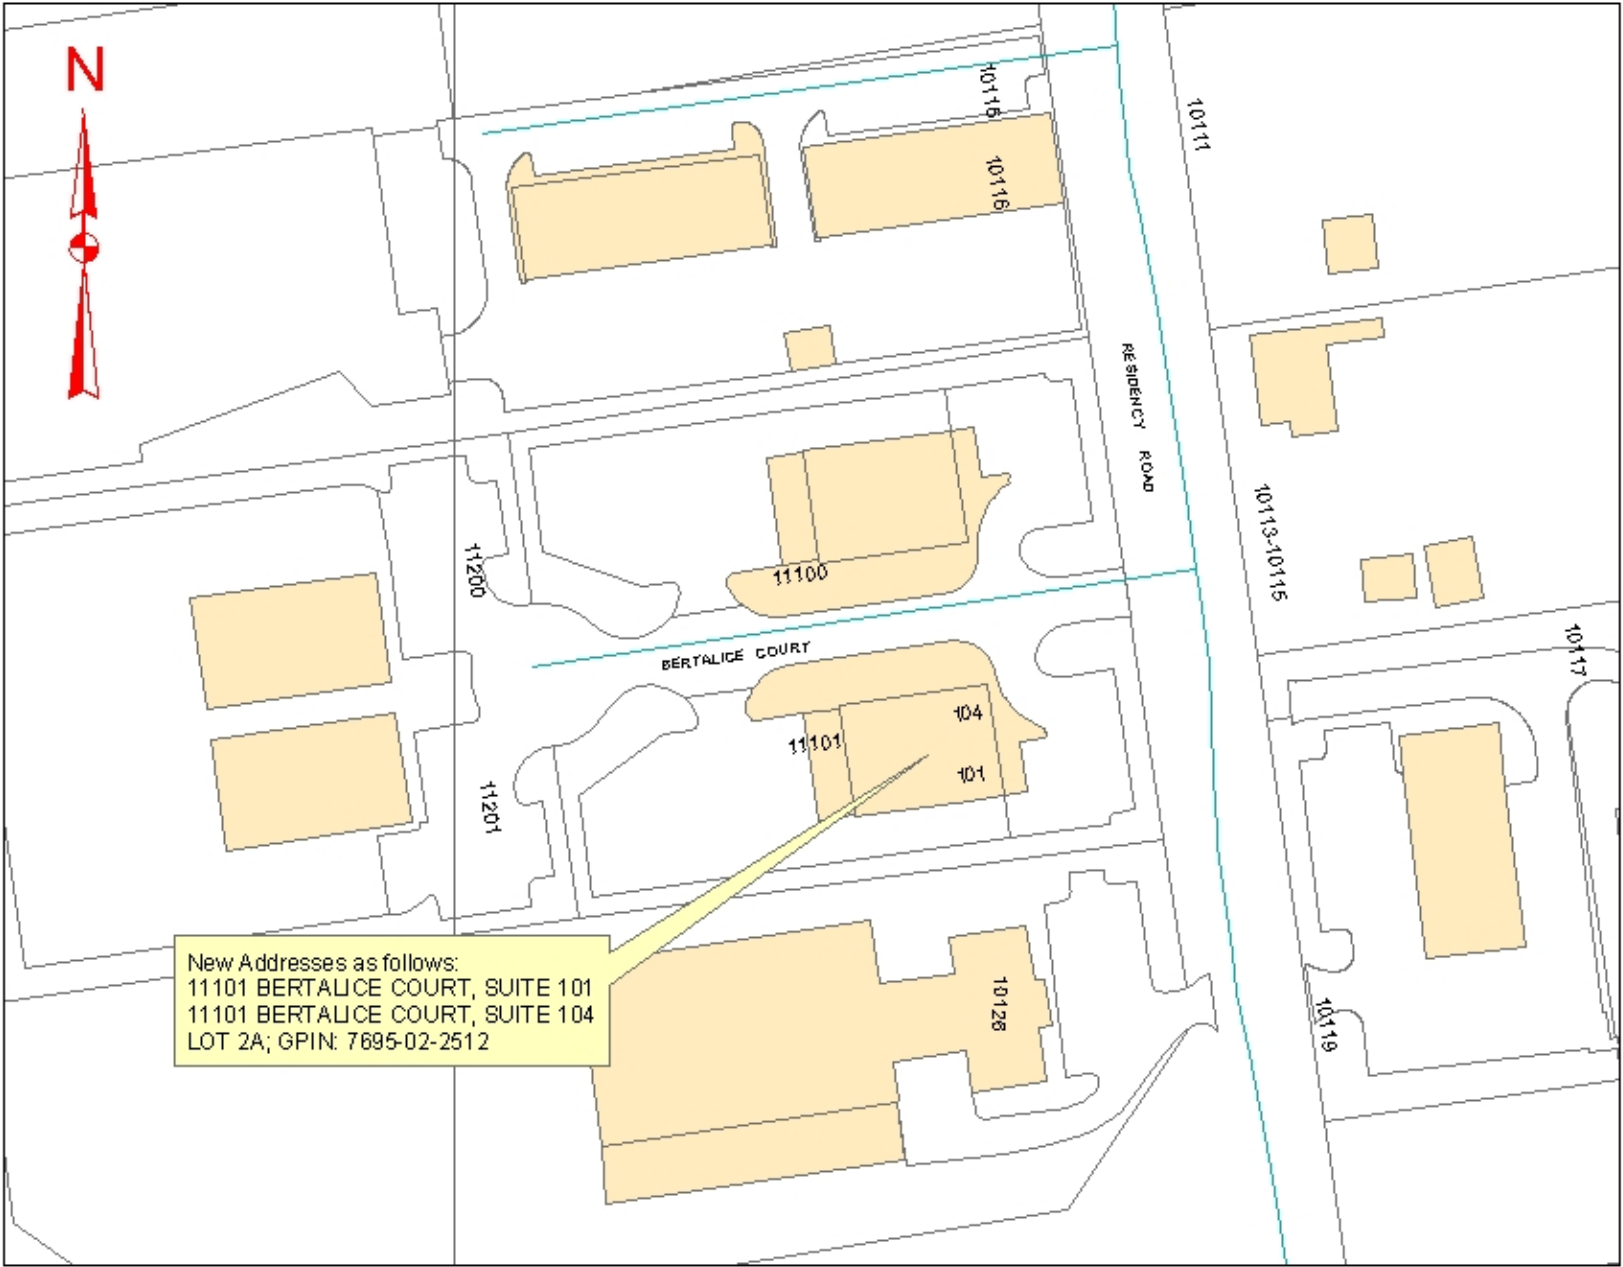 N
10116
10111
10116
RESIDENCY ROAD
10113-10115
11200
11100
10117
BERTALICE COURT
104
11101
101
11201
New Addresses as follows:
11101 BERTALICE COURT, SUITE 101
11101 BERTALICE COURT, SUITE 104
LOT 2A; GPIN: 7695-02-2512
10126
10119